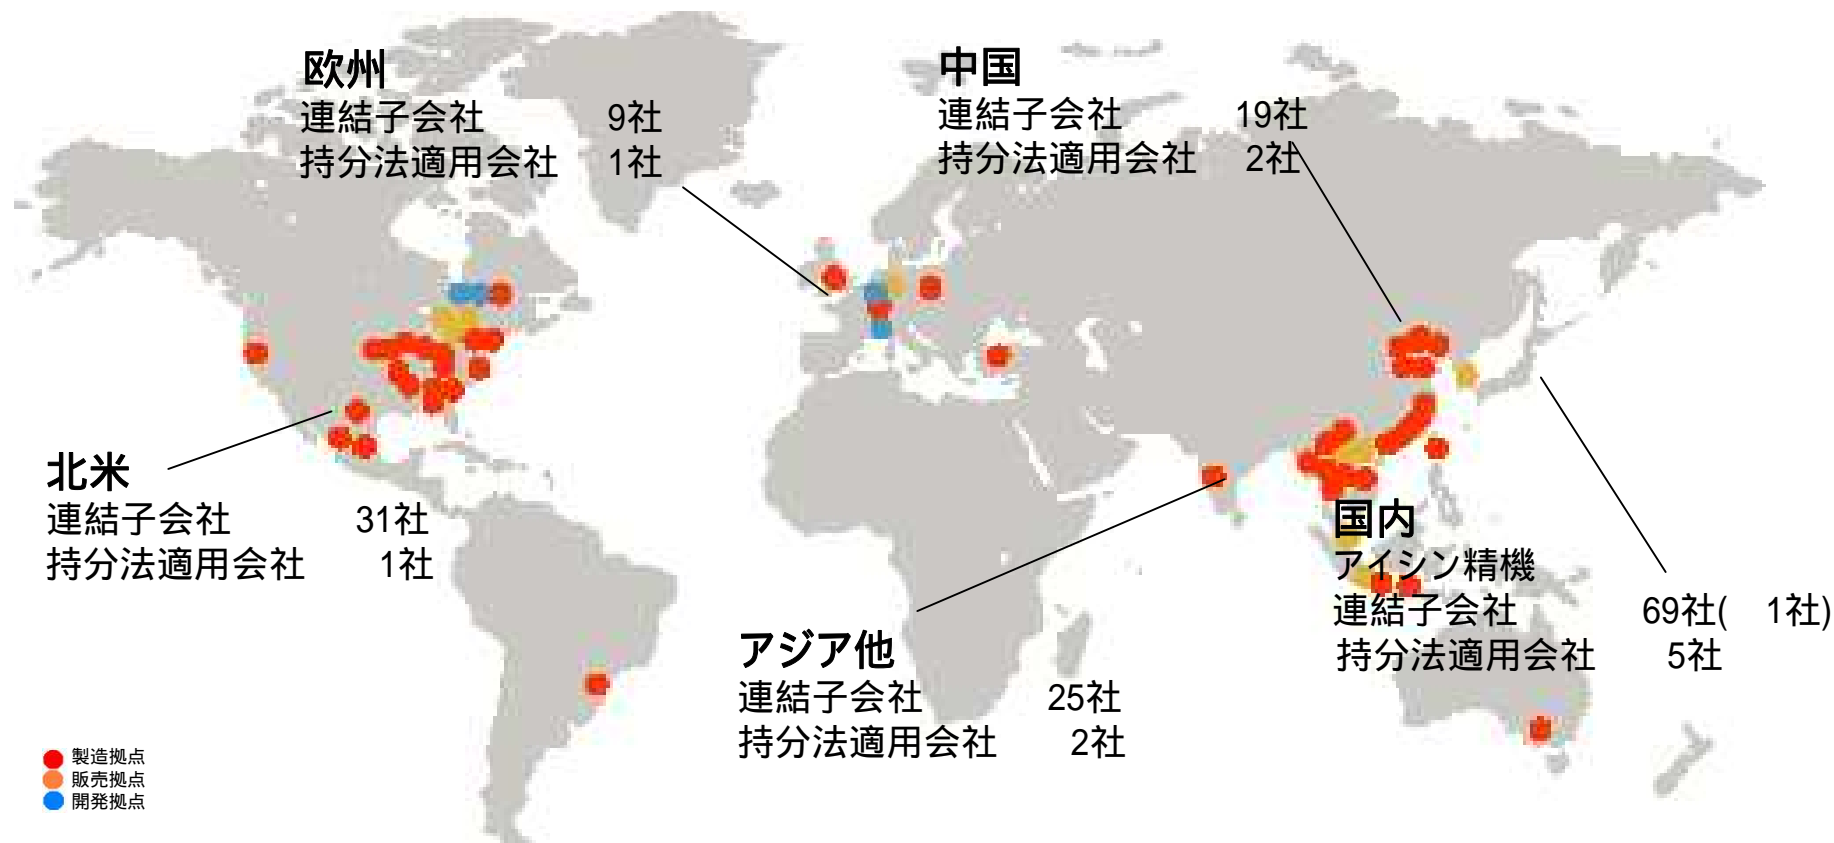 欧州
連結子会社 9社
持分法適用会社 1社
中国
連結子会社 19社
持分法適用会社 2社
北米
連結子会社 31社
持分法適用会社 1社
国内
アイシン精機
連結子会社 69社( 1社)
持分法適用会社 5社
アジア他
連結子会社 25社
持分法適用会社 2社
製造拠点
販売拠点
開発拠点